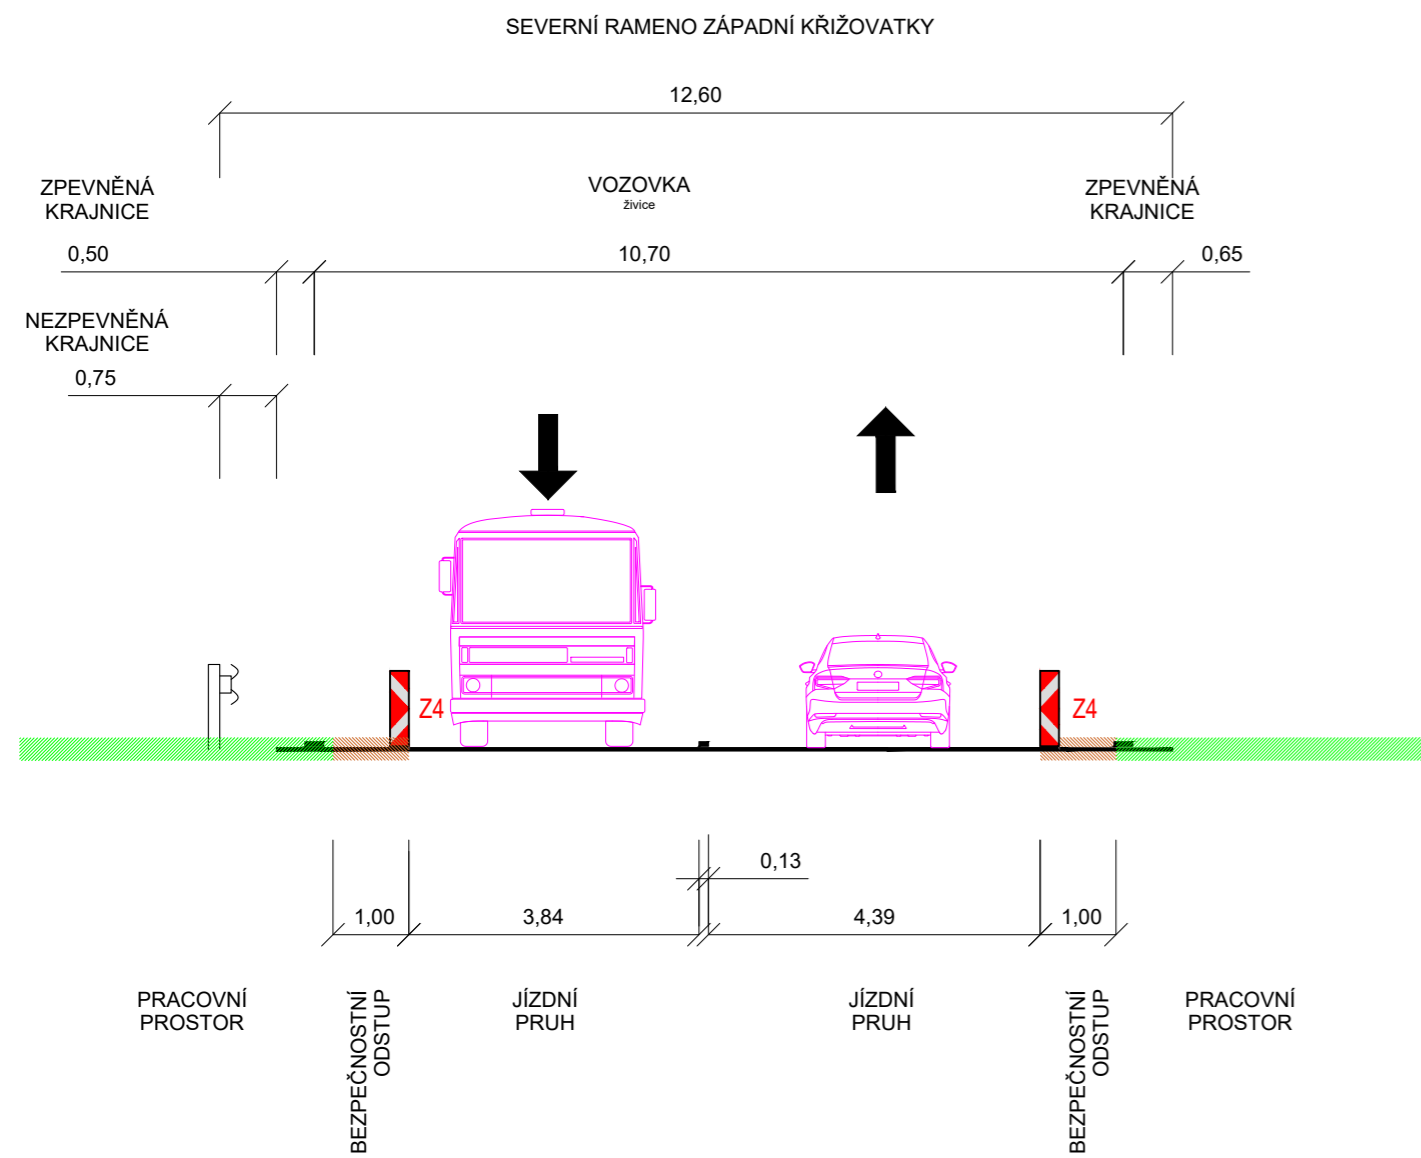 SEVERNÍ RAMENO ZÁPADNÍ KŘIŽOVATKY
12,60
ZPEVNĚNÁ
KRAJNICE
VOZOVKA
živice
ZPEVNĚNÁ
KRAJNICE
0,50
10,70
0,65
NEZPEVNĚNÁ
KRAJNICE
0,75
Z4
Z4
0,13
1,00
3,84
4,39
1,00
PRACOVNÍ
PROSTOR
BEZPEČNOSTNÍ
ODSTUP
JÍZDNÍ
PRUH
JÍZDNÍ
PRUH
BEZPEČNOSTNÍ
ODSTUP
PRACOVNÍ
PROSTOR